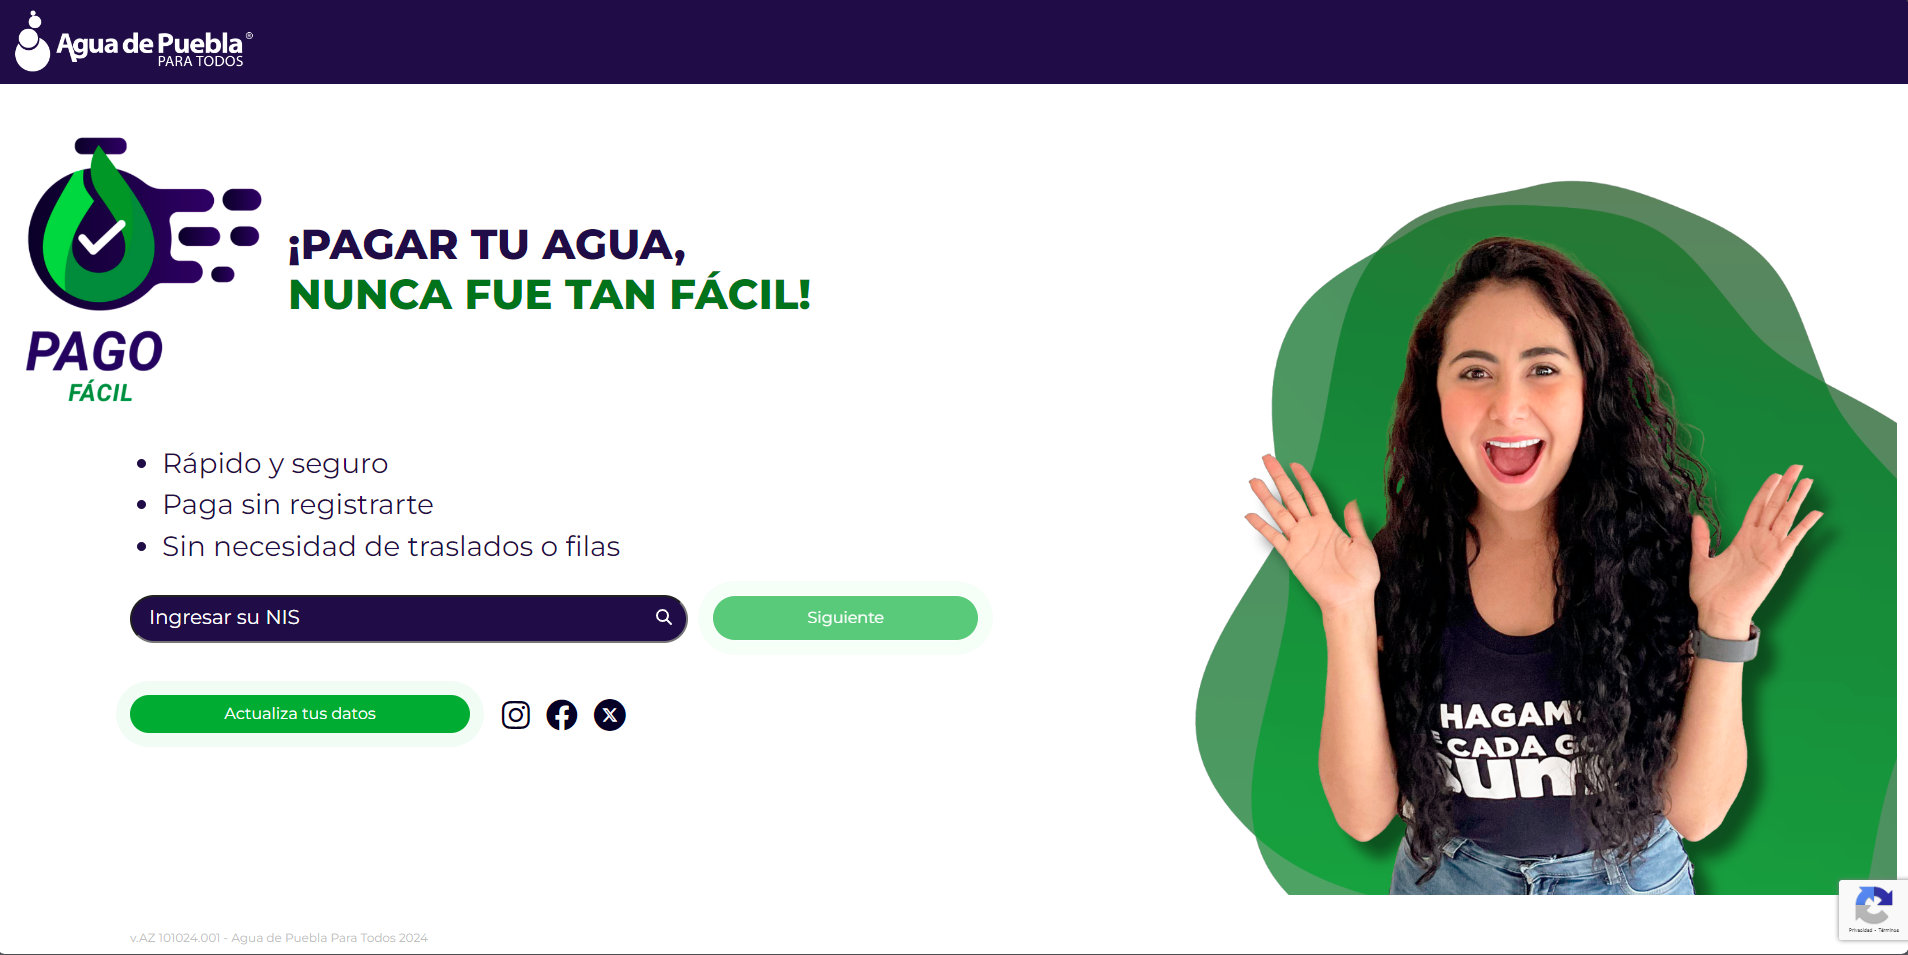 Agua de Puebla®
PARA TODOS
¡PAGAR TU AGUA,
NUNCA FUE TAN FÁCIL!
PAGO
FÁCIL
Rápido y seguro
Paga sin registrarte
Sin necesidad de traslados o filas
Ingresar su NIS
Siguiente
Actualiza tus datos
HAGAM
CADA G
sum
v.AZ 101024.001 - Agua de Puebla Para Todos 2024
Privacidad - Términos